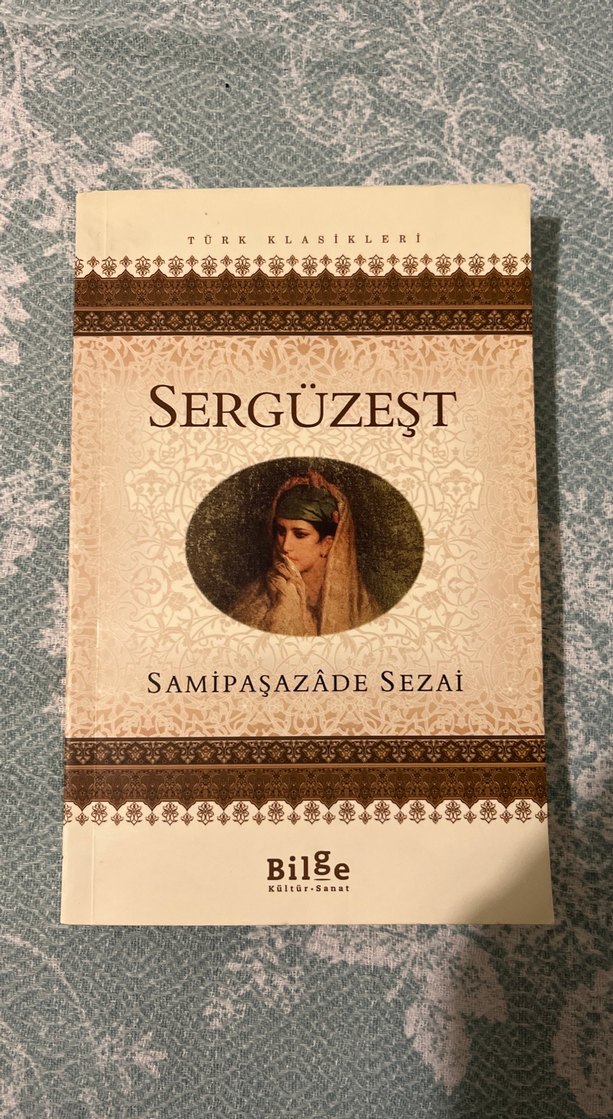 TÜRK KLASİKLERİ
SERGÜZEŞT
SAMİPAŞAZÂDE SEZAİ
Bilge
Kültür•Sanat